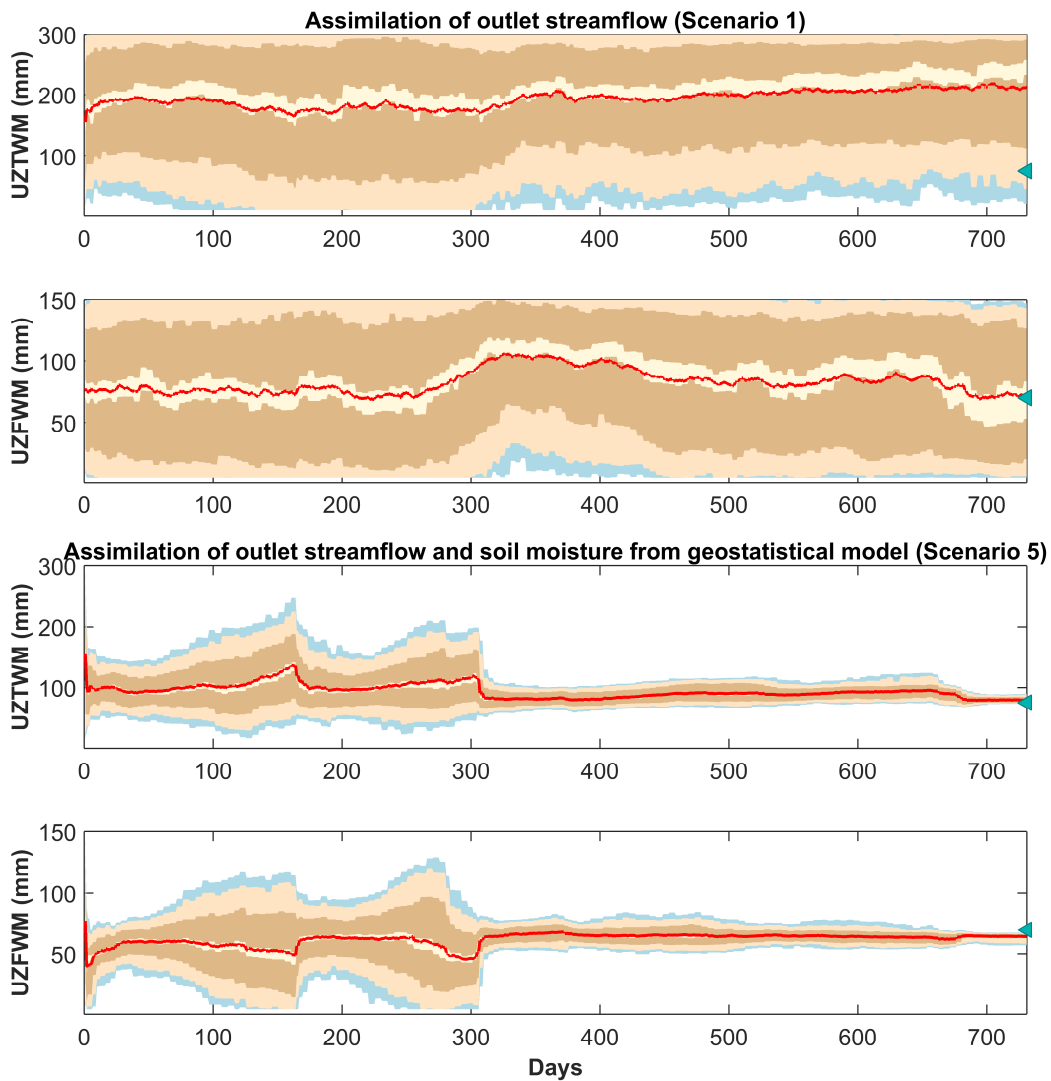 Assimilation of outlet streamflow (Scenario 1)
300
200
100
UZTWM (mm)
0 100 200 300 400 500 600 700
150
100
50
UZFWM (mm)
0 100 200 300 400 500 600 700
Assimilation of outlet streamflow and soil moisture from geostatistical model (Scenario 5)
300
200
100
UZTWM (mm)
0 100 200 300 400 500 600 700
150
100
50
UZFWM (mm)
0 100 200 300 400 500 600 700
Days